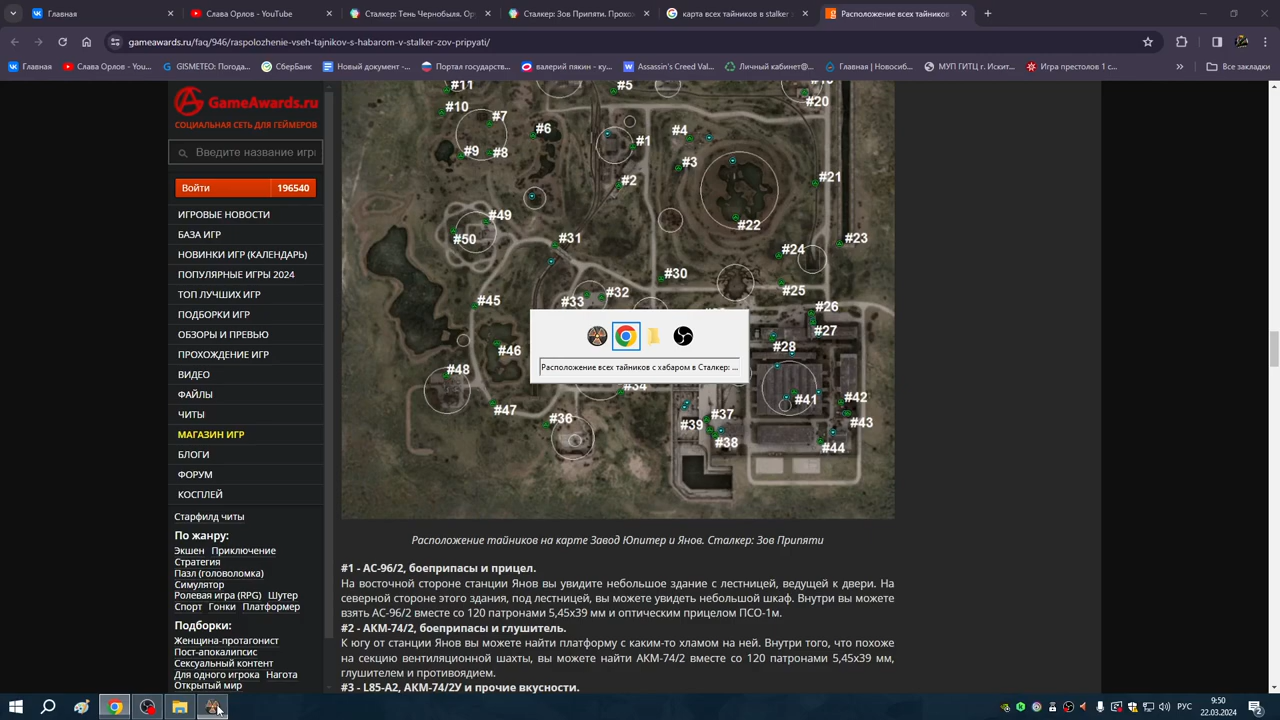 Главная
Слава Орлов - YouTube
Сталкер: Тень Чернобыля. Ор
Сталкер: Зов Припяти. Прохо
карта всех тайников в stalker
Расположение всех тайников
gameawards.ru/faq/946/raspolozhenie-vseh-tajnikov-s-habarom-v-stalker-zov-pripyati/
Главная
Слава Орлов - You...
GISMETEO: Погода...
СберБанк
Новый документ -...
Портал государств...
валерий пякин - ку...
Assassin's Creed Val...
Личный кабинет@...
Главная | Новосиб...
МУП ГИТЦ г. Искит...
Игра престолов 1 с...
»
Все закладки
GameAwards.ru
СОЦИАЛЬНАЯ СЕТЬ ДЛЯ ГЕЙМЕРОВ
Введите название игр
Войти 196540
ИГРОВЫЕ НОВОСТИ
БАЗА ИГР
НОВИНКИ ИГР (КАЛЕНДАРЬ)
ПОПУЛЯРНЫЕ ИГРЫ 2024
ТОП ЛУЧШИХ ИГР
ПОДБОРКИ ИГР
ОБЗОРЫ И ПРЕВЬЮ
ПРОХОЖДЕНИЕ ИГР
ВИДЕО
ФАЙЛЫ
ЧИТЫ
МАГАЗИН ИГР
БЛОГИ
ФОРУМ
КОСПЛЕЙ
Старфилд читы
По жанру:
Экшен Приключение
Стратегия
Пазл (головоломка)
Симулятор
Ролевая игра (RPG) Шутер
Спорт Гонки Платформер
Подборки:
Женщина-протагонист
Пост-апокалипсис
Сексуальный контент
Для одного игрока Нагота
Открытый мир
#11
#5
#20
#10
#7
#6
#4
#1
#9
#8
#3
#2
#21
#49
#22
#50
#31
#24
#23
#30
#25
#45
#33
#32
#26
#27
#46
#28
#48
#34
#41
#42
#47
#36
#39
#37
#43
#38
#44
Расположение всех тайников с хабаром в Сталкер: ...
Расположение тайников на карте Завод Юпитер и Янов. Сталкер: Зов Припяти
#1 - АС-96/2, боеприпасы и прицел.
На восточной стороне станции Янов вы увидите небольшое здание с лестницей, ведущей к двери. На
северной стороне этого здания, под лестницей, вы можете увидеть небольшой шкаф. Внутри вы можете
взять АС-96/2 вместе со 120 патронами 5,45x39 мм и оптическим прицелом ПСО-1м.
#2 - АКМ-74/2, боеприпасы и глушитель.
К югу от станции Янов вы можете найти платформу с каким-то хламом на ней. Внутри того, что похоже
на секцию вентиляционной шахты, вы можете найти АКМ-74/2 вместе со 120 патронами 5,45x39 мм,
глушителем и противоядием.
#3 - L85-A2, АКМ-74/2У и прочие вкусности.
РУС
9:50
22.03.2024